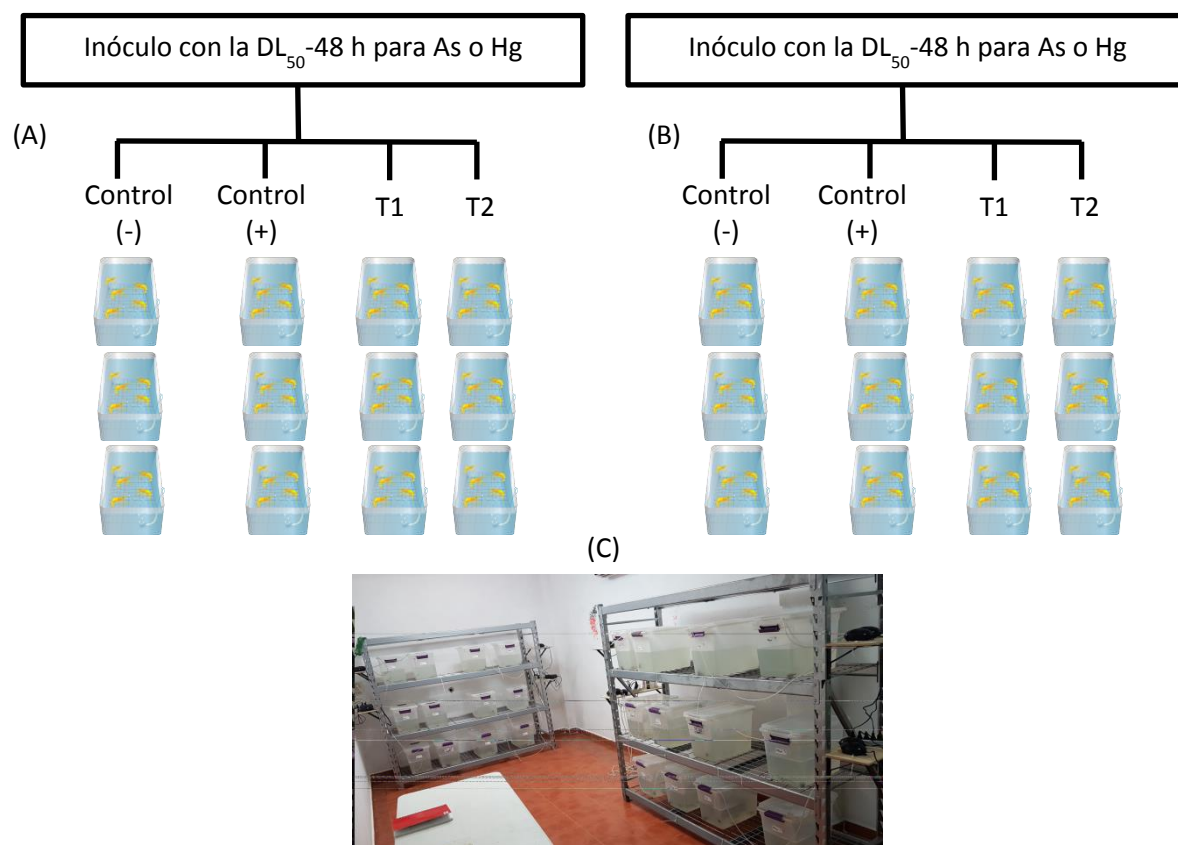 Inóculo con la DL50-48 h para As o Hg
Inóculo con la DL50-48 h para As o Hg
(A)
(B)
Control
(-)
Control
(+)
T1
T2
Control
(-)
Control
(+)
T1
T2
(C)